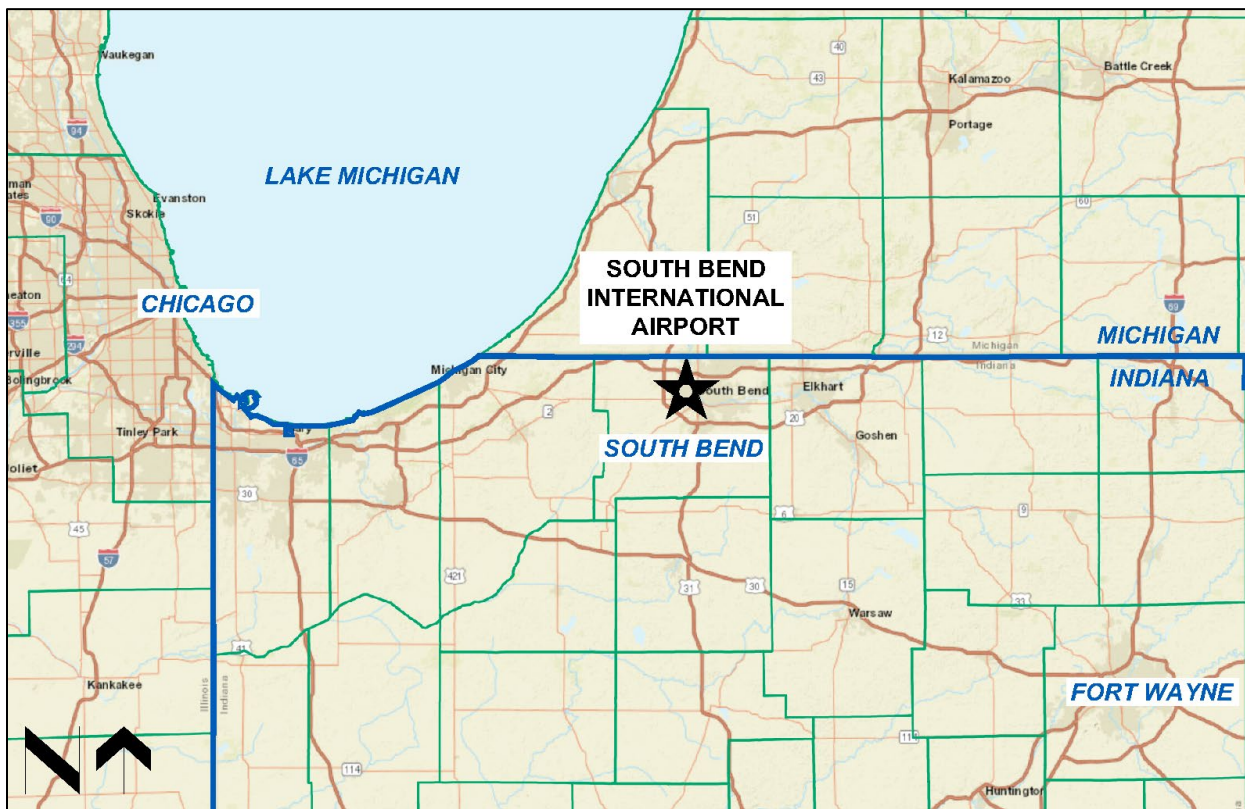 Waukegan
94
LAKE MICHIGAN
Evanston
Skokie
90
64
CHICAGO
355
294
Bolingbrook
Tinley Park
45
57
Kankakee
Illinois
Indiana
Michigan City
65
30
2
421
41
114
40
43
Kalamazoo
Battle Creek
Portage
51
60
SOUTH BEND
INTERNATIONAL
AIRPORT
69
12
Michigan
Indiana
MICHIGAN
INDIANA
South Bend
Elkhart
20
Goshen
SOUTH BEND
6
9
31
30
15
33
Warsaw
FORT WAYNE
Huntington
N